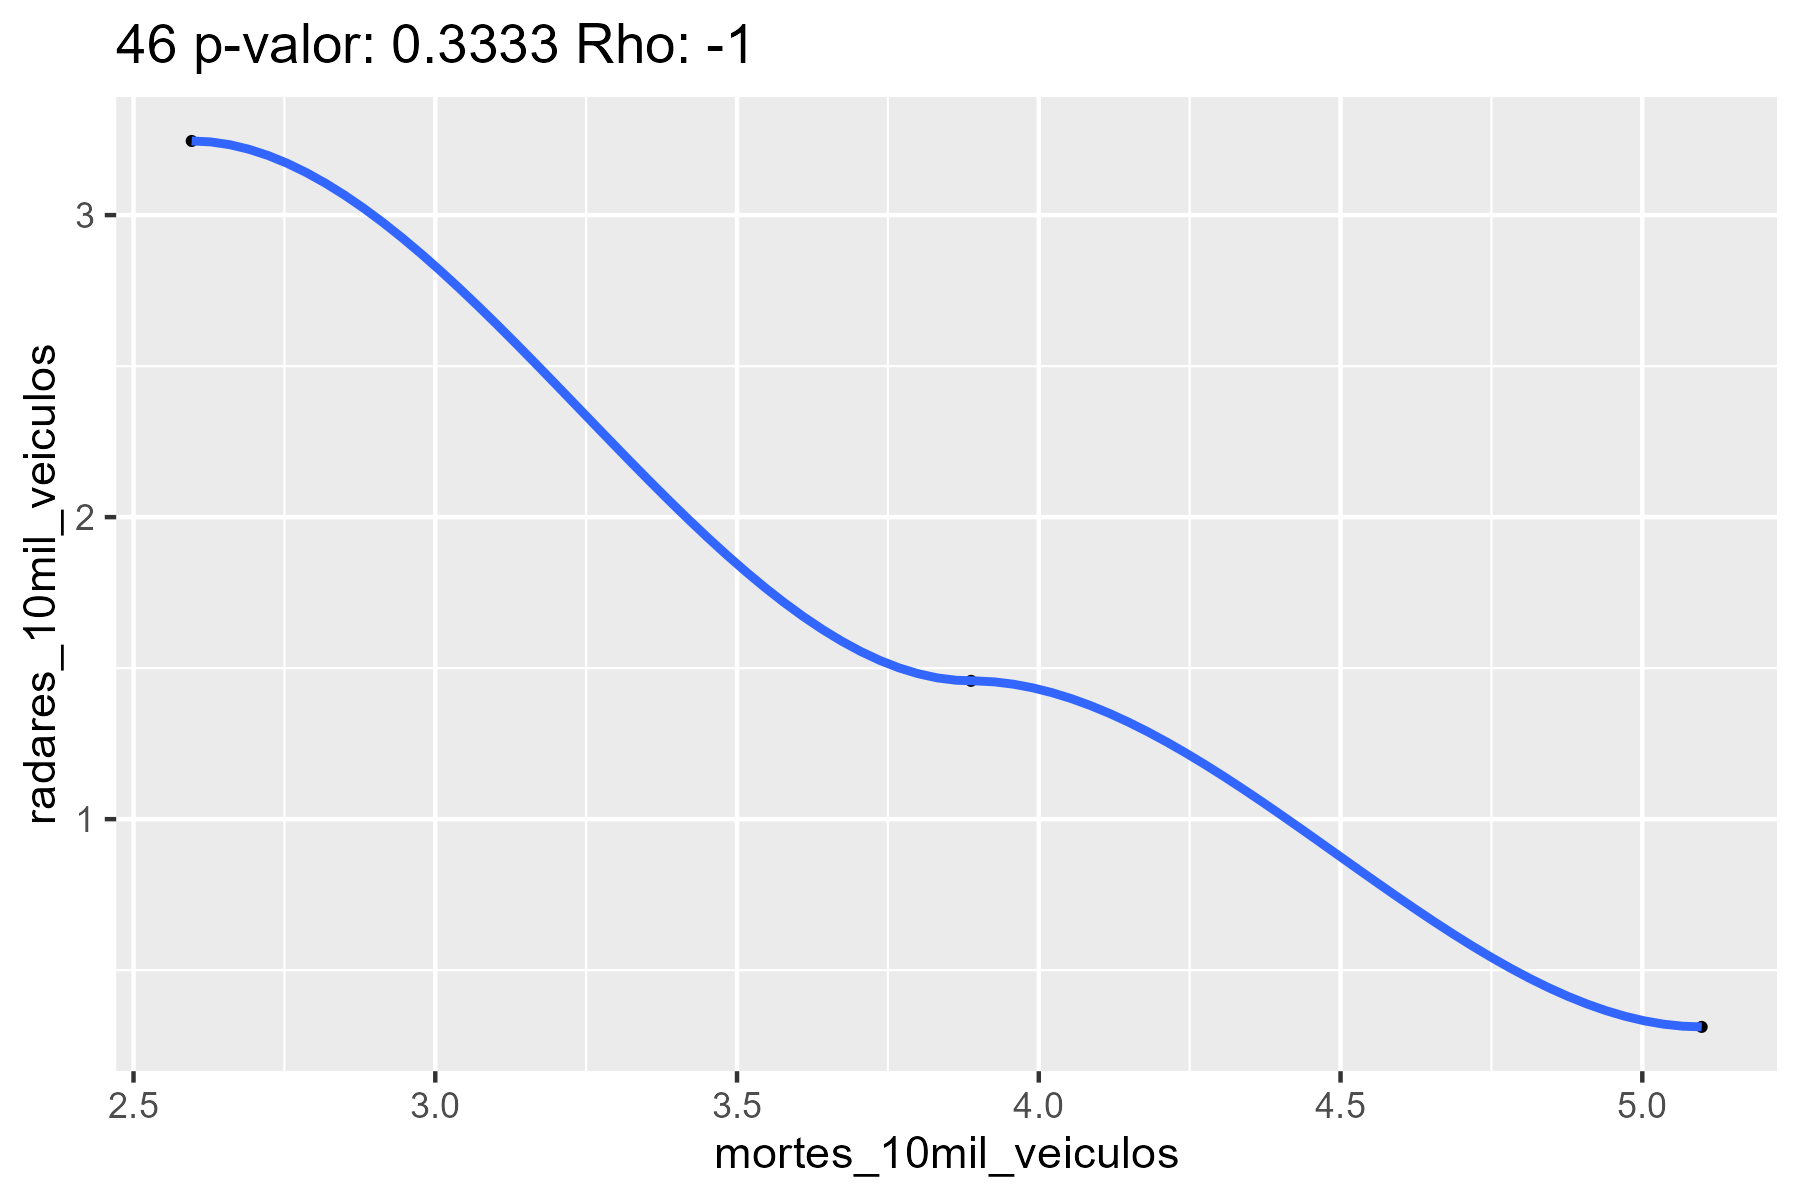 46 p-valor: 0.3333 Rho: -1
radares_10mil_veiculos
3
2
1
2.5 3.0 3.5 4.0 4.5 5.0
mortes_10mil_veiculos